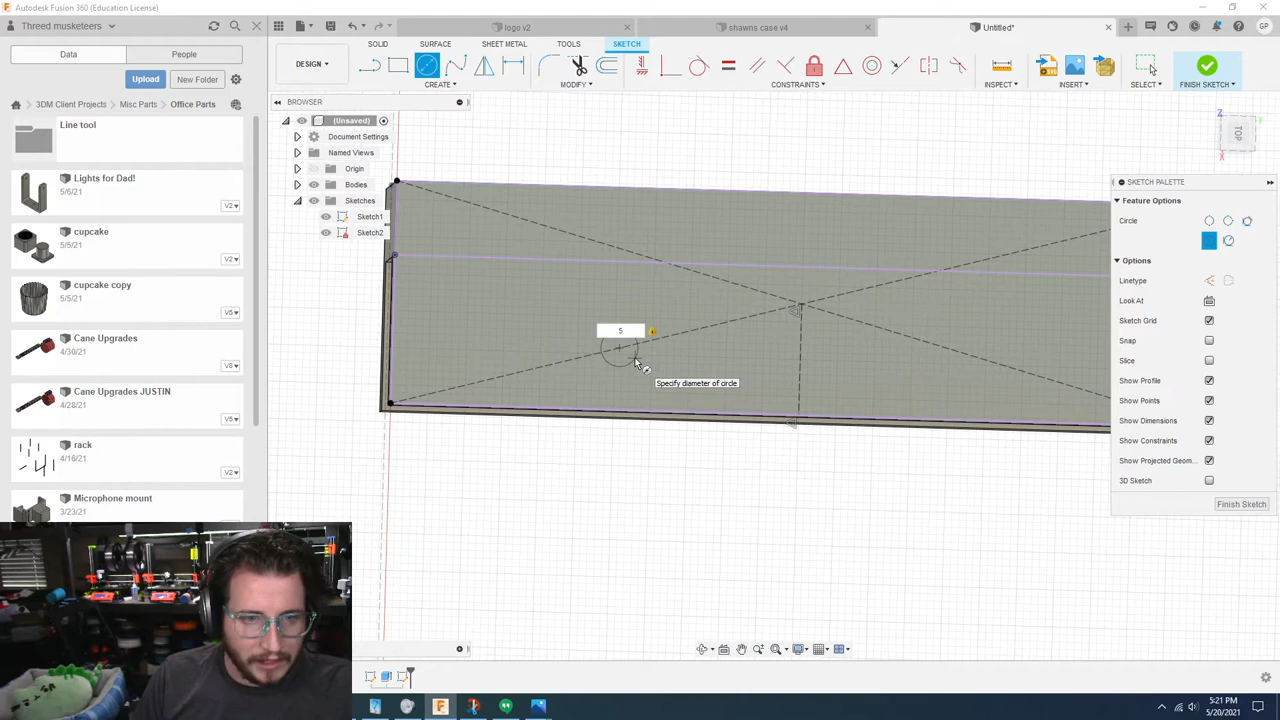 Autodesk Fusion 360 (Education License)
Threed musketeers
logo v2
shawns case v4
Untitled*
GP
Data
People
Upload
New Folder
3DM Client Projects > Misc Parts > Office Parts
Line tool
Lights for Dad!
5/6/21
V2
cupcake
5/5/21
V2
cupcake copy
5/5/21
V5
Cane Upgrades
4/30/21
V2
Cane Upgrades JUSTIN
4/28/21
V5
rack
4/16/21
V2
Microphone mount
3/23/21
SOLID
SURFACE
SHEET METAL
TOOLS
SKETCH
DESIGN
CREATE
MODIFY
CONSTRAINTS
INSPECT
INSERT
SELECT
FINISH SKETCH
BROWSER
(Unsaved)
Document Settings
Named Views
Origin
Bodies
Sketches
Sketch1
Sketch2
5
Specify diameter of circle
Z
TOP
X
SKETCH PALETTE
Feature Options
Circle
Options
Linetype
Look At
Sketch Grid
Snap
Slice
Show Profile
Show Points
Show Dimensions
Show Constraints
Show Projected Geom...
3D Sketch
Finish Sketch
5:21 PM
5/20/2021